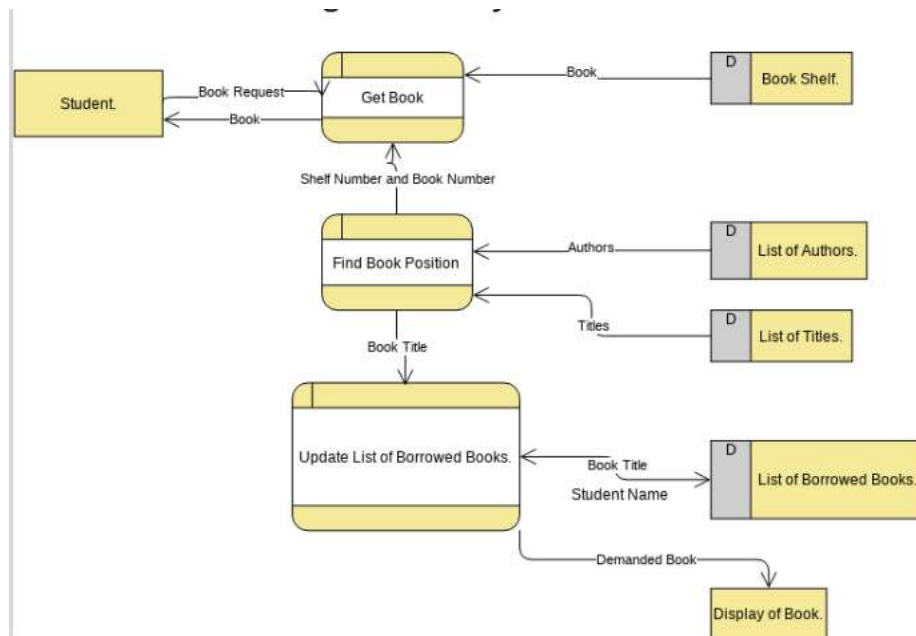 D
Book
Book Shelf.
Student.
Book Request
Get Book
Book
Shelf Number and Book Number
D
Authors
List of Authors.
Find Book Position
D
Titles
List of Titles.
Book Title
D
Update List of Borrowed Books.
Book Title
List of Borrowed Books.
Student Name
Demanded Book
Display of Book.